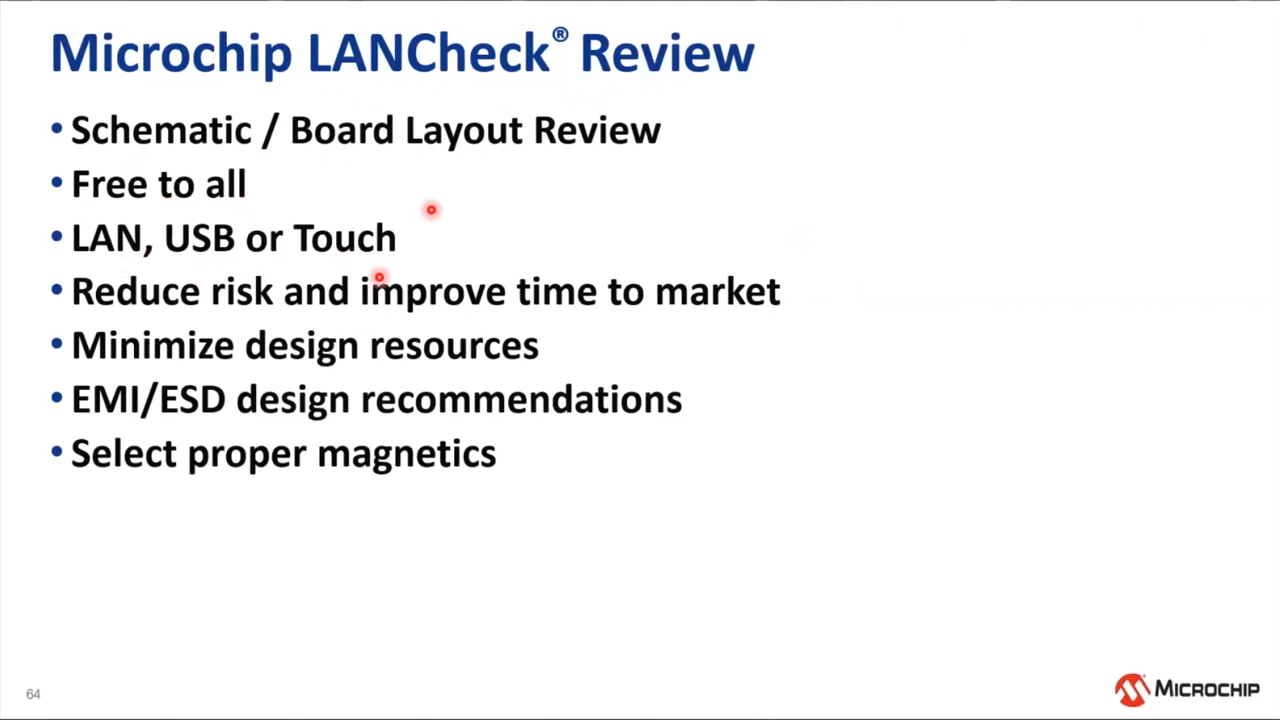 Microchip LANCheck® Review
• Schematic / Board Layout Review
• Free to all
• LAN, USB or Touch
• Reduce risk and improve time to market
• Minimize design resources
• EMI/ESD design recommendations
• Select proper magnetics
64
MICROCHIP